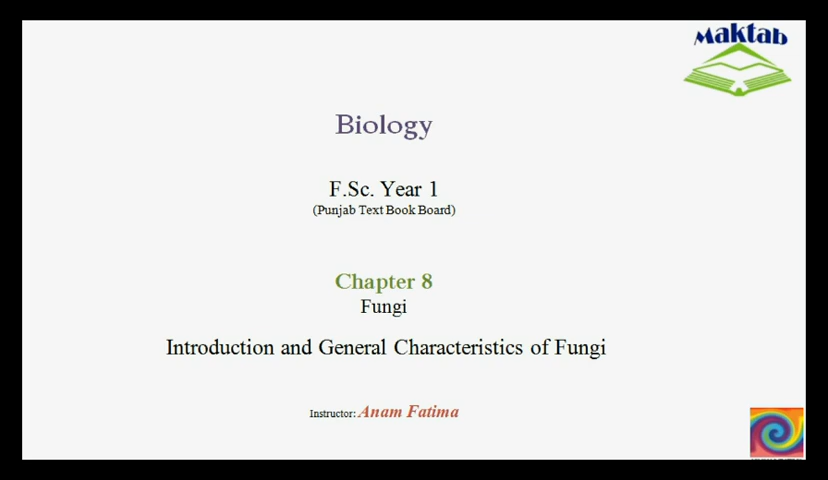 Maktab
Biology
F.Sc. Year 1
(Punjab Text Book Board)
Chapter 8
Fungi
Introduction and General Characteristics of Fungi
Instructor: Anam Fatima